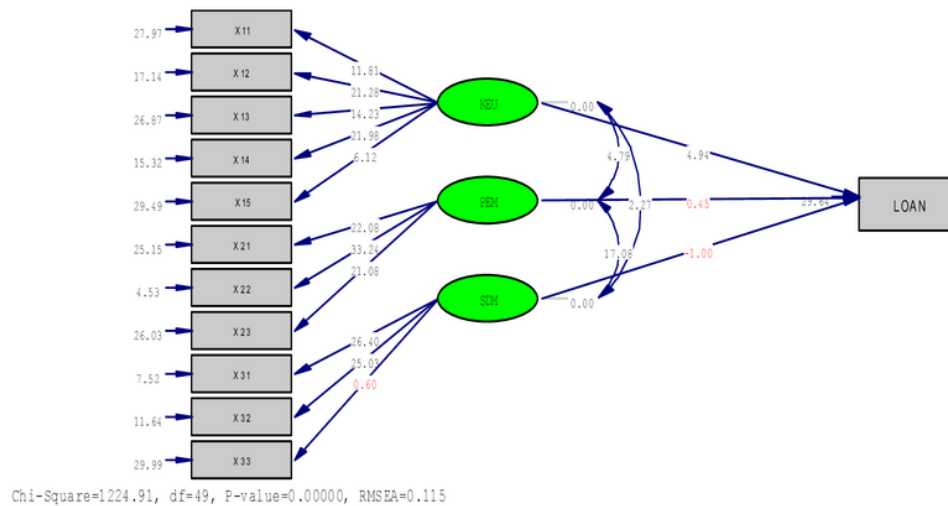 27.97 X11
17.14 X12
26.87 X13
15.32 X14
29.49 X15
25.15 X21
4.53 X22
26.03 X23
7.52 X31
11.64 X32
29.99 X33
11.81
21.28
14.23
21.98
6.12
22.08
33.24
21.08
26.40
25.03
0.60
KEU
PEM
SDM
0.00
0.00
0.00
4.79
2.27
17.08
4.94
0.45
-1.00
29.64
LOAN
Chi-Square=1224.91, df=49, P-value=0.00000, RMSEA=0.115